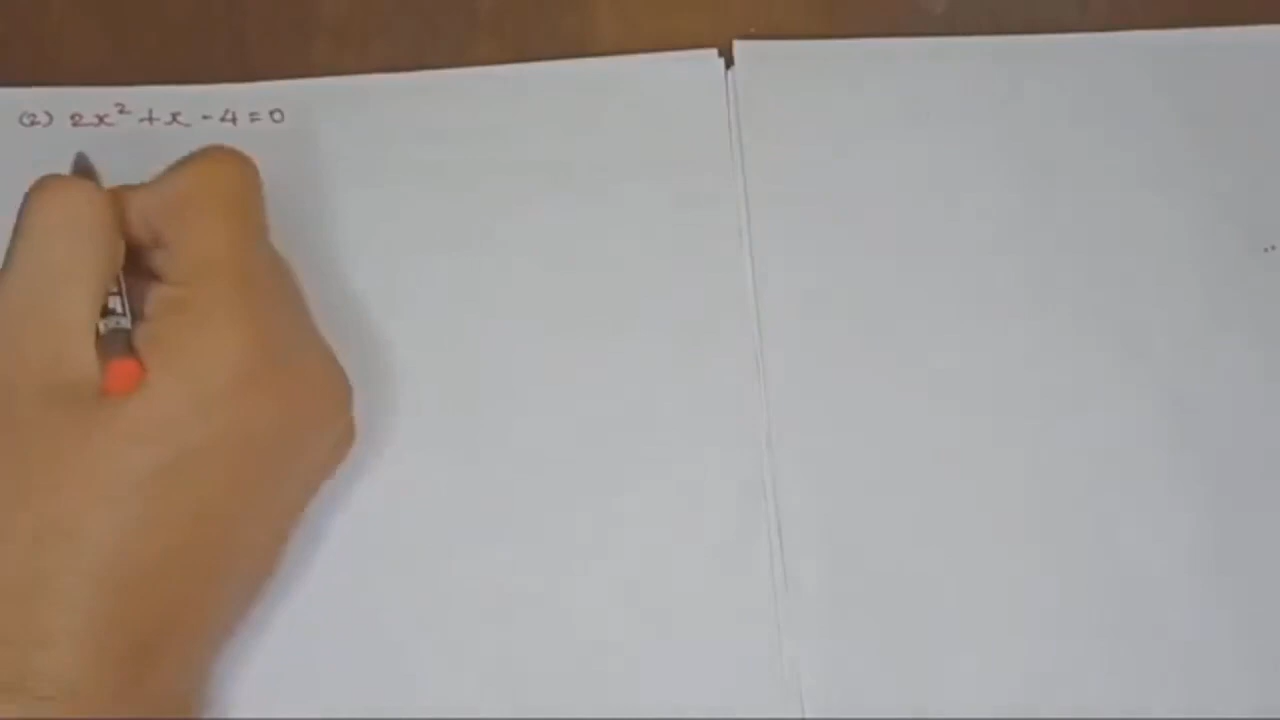 (2) 2x² + x - 4 = 0